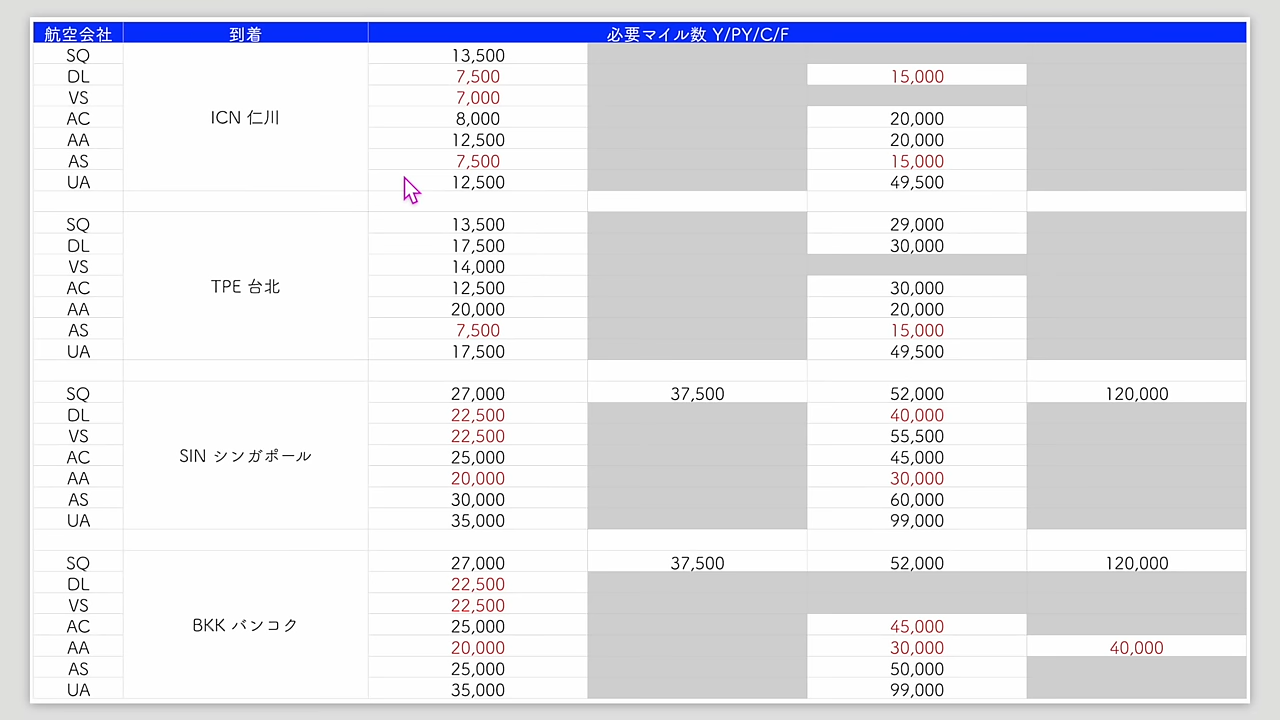 航空会社 到着 必要マイル数 Y/PY/C/F
SQ 13,500
DL 7,500 15,000
VS 7,000
ICN 仁川
AC 8,000 20,000
AA 12,500 20,000
AS 7,500 15,000
UA 12,500 49,500
SQ 13,500 29,000
DL 17,500 30,000
VS 14,000
TPE 台北
AC 12,500 30,000
AA 20,000 20,000
AS 7,500 15,000
UA 17,500 49,500
SQ 27,000 37,500 52,000 120,000
DL 22,500 40,000
VS 22,500 55,500
SIN シンガポール
AC 25,000 45,000
AA 20,000 30,000
AS 30,000 60,000
UA 35,000 99,000
SQ 27,000 37,500 52,000 120,000
DL 22,500
VS 22,500
BKK バンコク
AC 25,000 45,000
AA 20,000 30,000 40,000
AS 25,000 50,000
UA 35,000 99,000